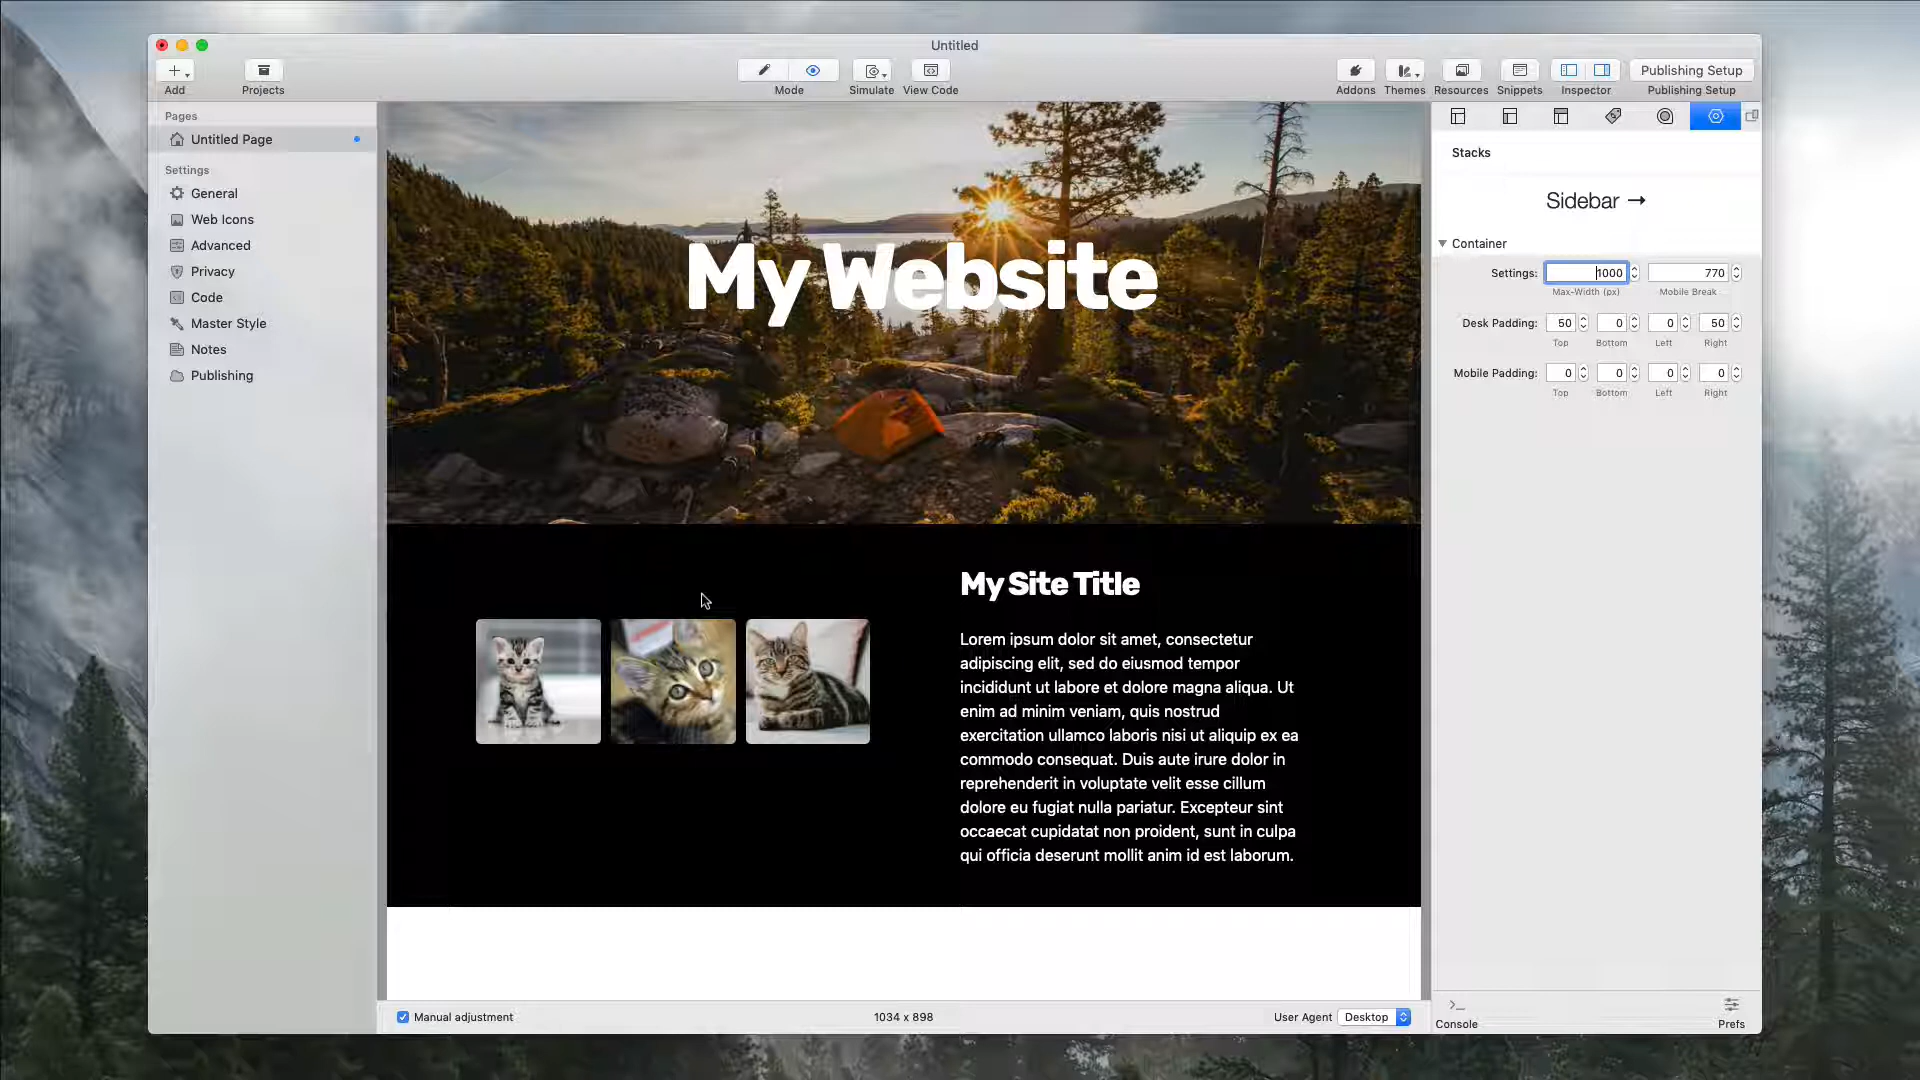 Untitled
Add
Projects
Mode
Simulate
View Code
Addons
Themes
Resources
Snippets
Inspector
Publishing Setup
Publishing Setup
Pages
Untitled Page
Settings
General
Web Icons
Advanced
Privacy
Code
Master Style
Notes
Publishing
My Website
My Site Title
Lorem ipsum dolor sit amet, consectetur
adipiscing elit, sed do eiusmod tempor
incididunt ut labore et dolore magna aliqua. Ut
enim ad minim veniam, quis nostrud
exercitation ullamco laboris nisi ut aliquip ex ea
commodo consequat. Duis aute irure dolor in
reprehenderit in voluptate velit esse cillum
dolore eu fugiat nulla pariatur. Excepteur sint
occaecat cupidatat non proident, sunt in culpa
qui officia deserunt mollit anim id est laborum.
Manual adjustment
1034 x 898
User Agent Desktop
Stacks
Sidebar →
Container
Settings: 1000 770
Max-Width (px) Mobile Break
Desk Padding: 50 0 0 50
Top Bottom Left Right
Mobile Padding: 0 0 0 0
Top Bottom Left Right
Console
Prefs